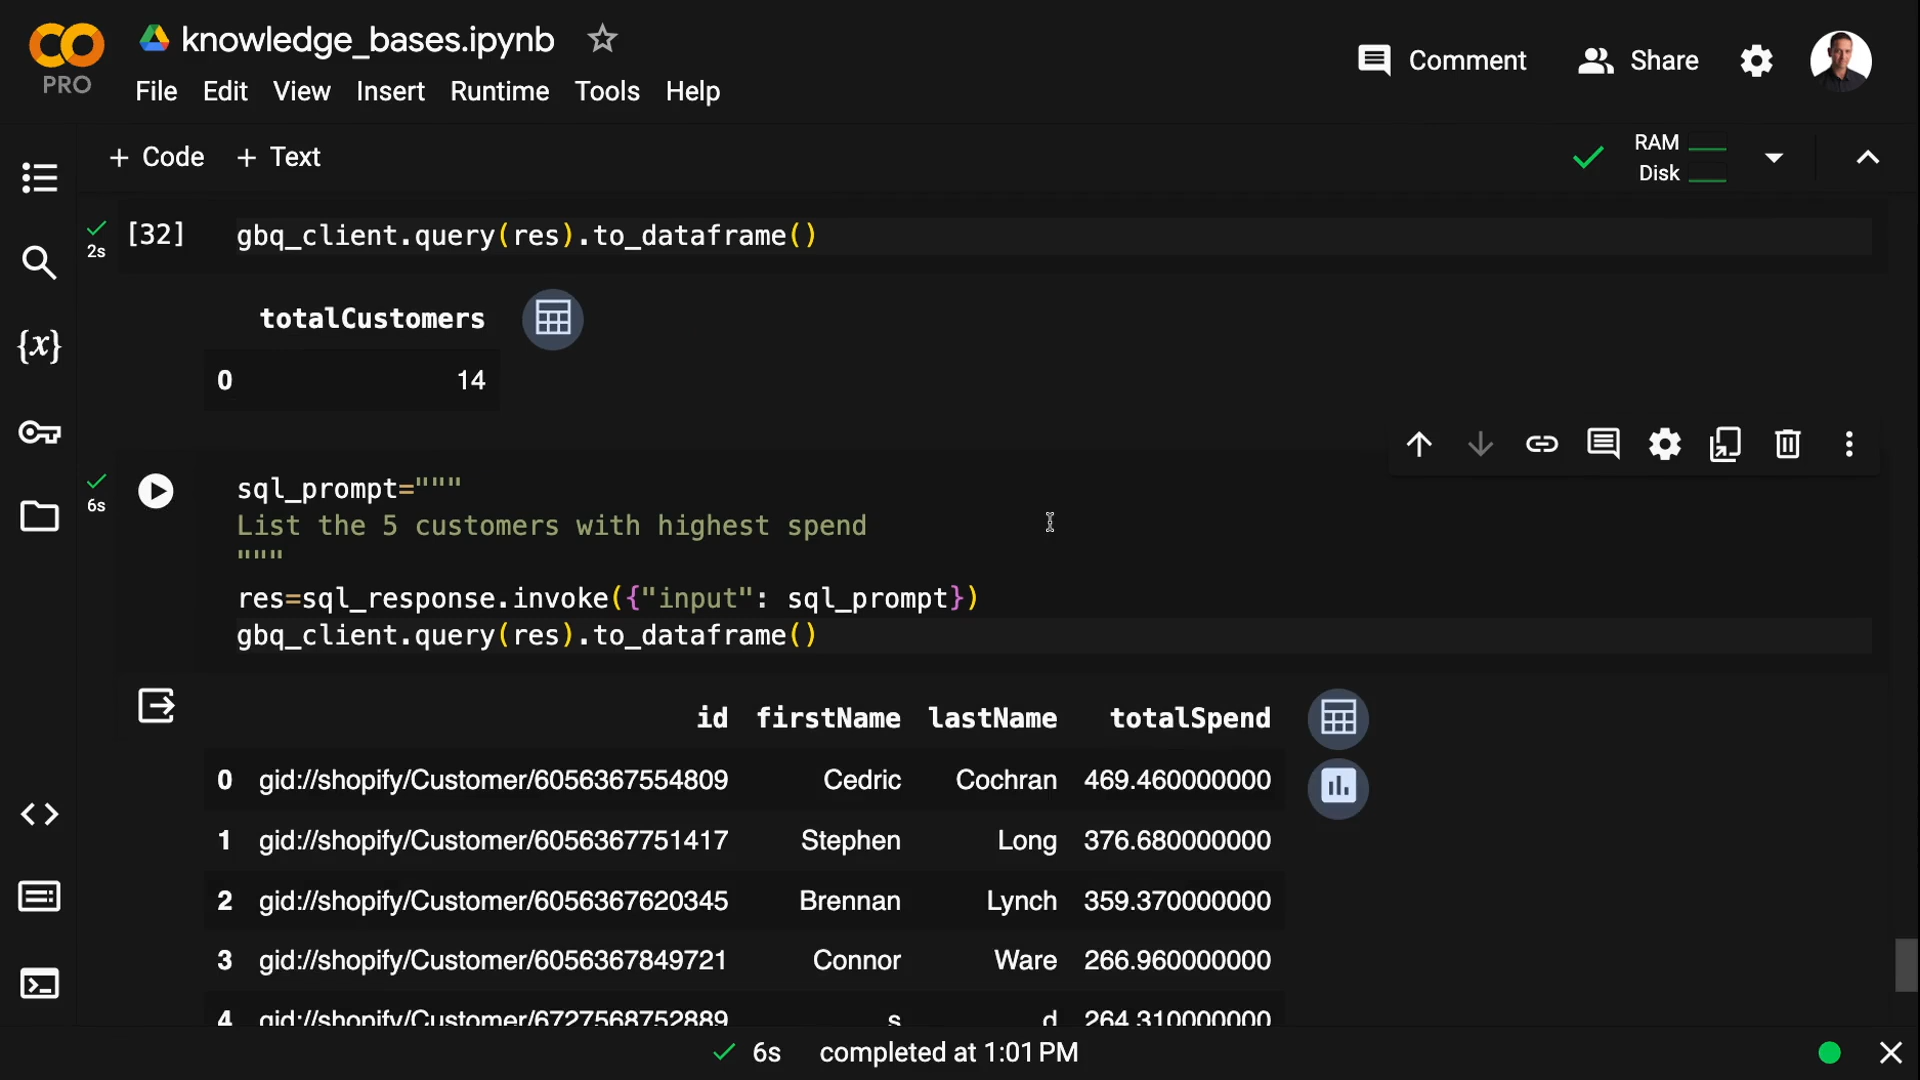 knowledge_bases.ipynb
Comment
Share
PRO
File Edit View Insert Runtime Tools Help
+ Code + Text
RAM
Disk
2s
[32]
gbq_client.query(res).to_dataframe()
totalCustomers
0 14
6s
sql_prompt="""
List the 5 customers with highest spend
"""
res=sql_response.invoke({"input": sql_prompt})
gbq_client.query(res).to_dataframe()
id firstName lastName totalSpend
0 gid://shopify/Customer/6056367554809 Cedric Cochran 469.460000000
1 gid://shopify/Customer/6056367751417 Stephen Long 376.680000000
2 gid://shopify/Customer/6056367620345 Brennan Lynch 359.370000000
3 gid://shopify/Customer/6056367849721 Connor Ware 266.960000000
4 gid://shopify/Customer/6727568752889 s d 264.310000000
{x}
6s completed at 1:01 PM